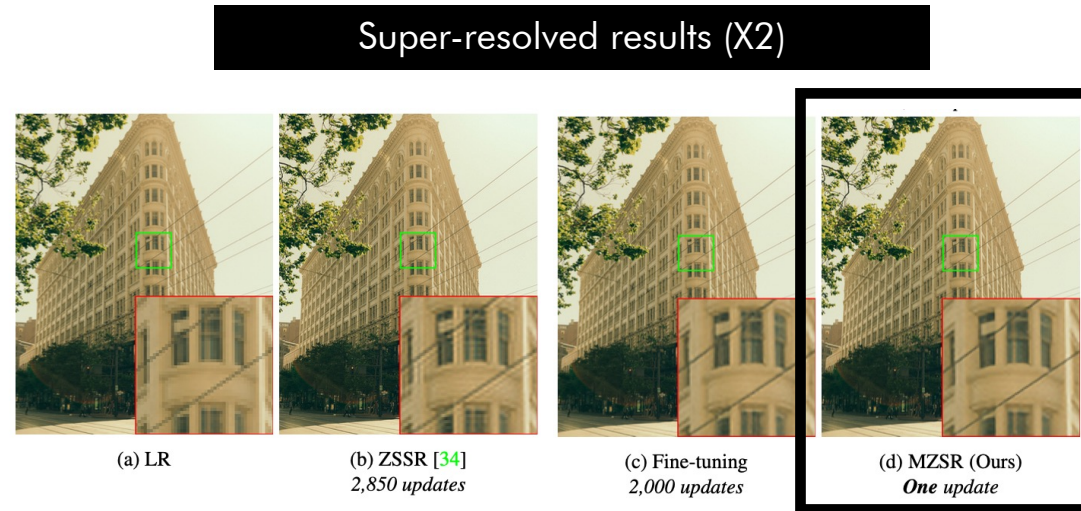 Super-resolved results (X2)
(a) LR
(b) ZSSR [34]
2,850 updates
(c) Fine-tuning
2,000 updates
(d) MZSR (Ours)
One update